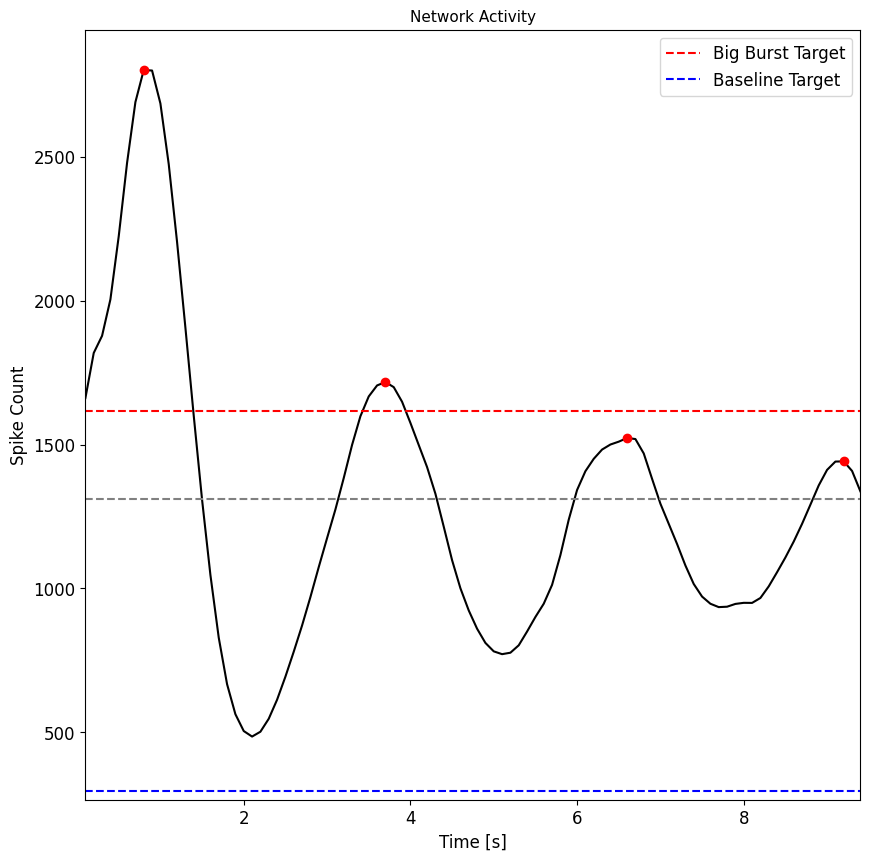 Network Activity
Big Burst Target
Baseline Target
Spike Count
2500
2000
1500
1000
500
2
4
6
8
Time [s]